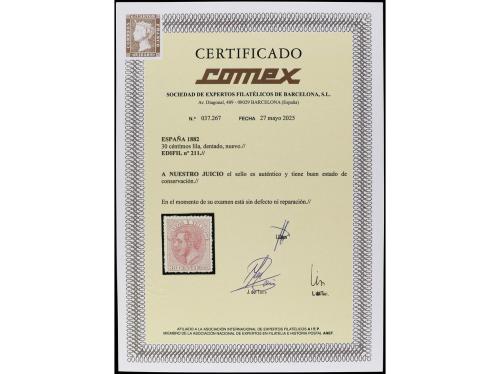 CERTIFICADO
comex
SOCIEDAD DE EXPERTOS FILATÉLICOS DE BARCELONA, S.L.
Av. Diagonal, 489 - 08029 BARCELONA (España)
N.º 037.267 FECHA 27 mayo 2025
ESPAÑA 1882
30 céntimos lila, dentado, nuevo.//
EDIFIL nº 211.//
A NUESTRO JUICIO el sello es auténtico y tiene buen estado de
conservación.//
En el momento de su examen está sin defecto ni reparación.//
AFILIADO A LA ASOCIACIÓN INTERNACIONAL DE EXPERTOS FILATÉLICOS A I E P.
MIEMBRO DE LA ASOCIACIÓN NACIONAL DE EXPERTOS EN FILATELIA E HISTORIA POSTAL ANEF.